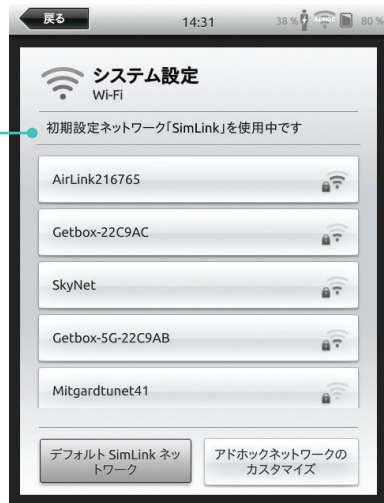 戻る 14:31 38 % 80 %
システム設定
Wi-Fi
初期設定ネットワーク「SimLink」を使用中です
AirLink216765
Getbox-22C9AC
SkyNet
Getbox-5G-22C9AB
Mitgardtunet41
デフォルト SimLink ネッ
トワーク
アドホックネットワークの
カスタマイズ